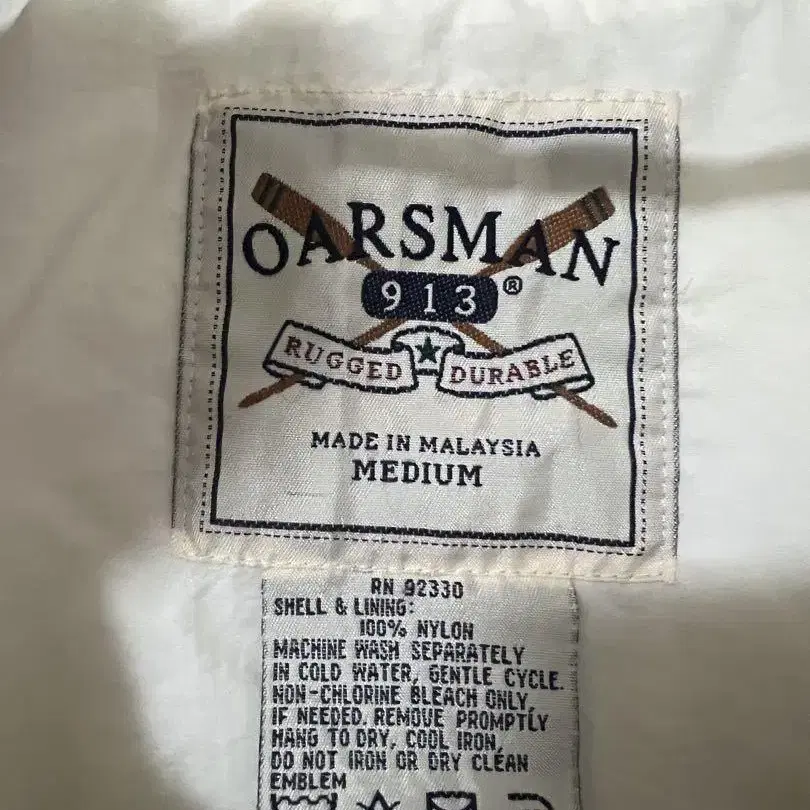 OARSMAN
913®
RUGGED DURABLE
MADE IN MALAYSIA
MEDIUM
RN 92330
SHELL & LINING:
100% NYLON
MACHINE WASH SEPARATELY
IN COLD WATER, GENTLE CYCLE.
NON-CHLORINE BLEACH ONLY,
IF NEEDED, REMOVE PROMPTLY
HANG TO DRY, COOL IRON,
DO NOT IRON OR DRY CLEAN
EMBLEM